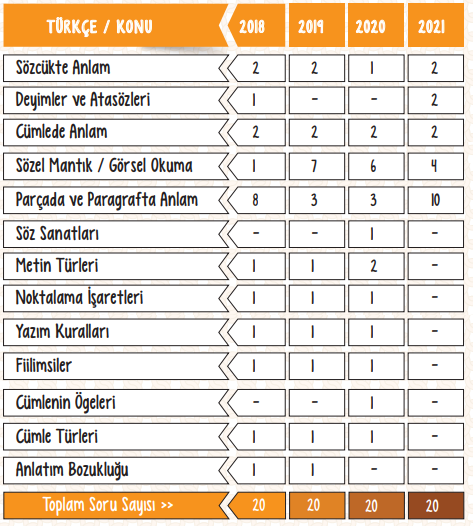 TÜRKÇE / KONU 2018 2019 2020 2021
Sözcükte Anlam 2 2 1 2
Deyimler ve Atasözleri 1 - - 2
Cümlede Anlam 2 2 2 2
Sözel Mantık / Görsel Okuma 1 7 6 4
Parçada ve Paragrafta Anlam 8 3 3 10
Söz Sanatları - - 1 -
Metin Türleri 1 1 2 -
Noktalama İşaretleri 1 1 1 -
Yazım Kuralları 1 1 1 -
Fiilimsiler 1 1 1 -
Cümlenin Ögeleri - - 1 -
Cümle Türleri 1 1 1 -
Anlatım Bozukluğu 1 1 - -
Toplam Soru Sayısı >> 20 20 20 20